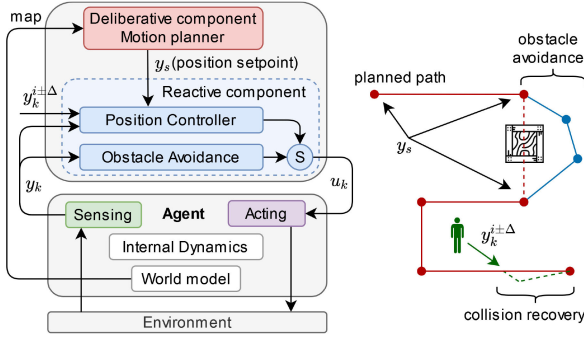 map
Deliberative component
Motion planner
y_s(position setpoint)
Reactive component
y_k^{i±Δ}
Position Controller
Obstacle Avoidance
S
y_k
u_k
Sensing
Agent
Acting
Internal Dynamics
World model
Environment
obstacle
avoidance
planned path
y_s
y_k^{i±Δ}
collision recovery